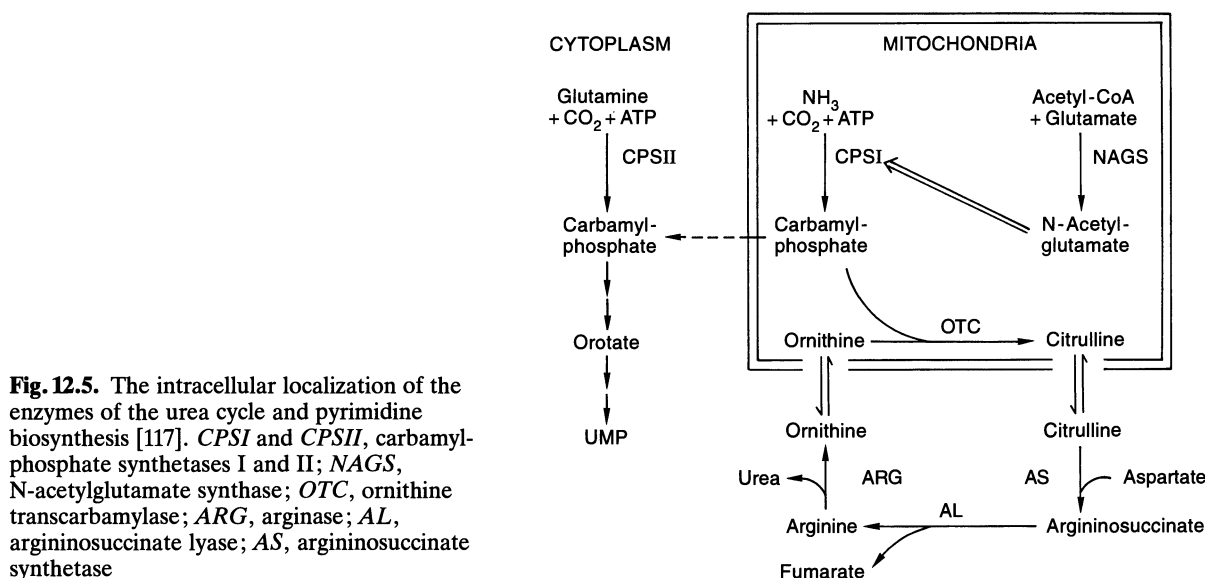 CYTOPLASM
MITOCHONDRIA
Glutamine
+ CO2 + ATP
NH3
+ CO2 + ATP
Acetyl-CoA
+ Glutamate
CPSII
CPSI
NAGS
Carbamyl-
phosphate
Carbamyl-
phosphate
N-Acetyl-
glutamate
OTC
Orotate
Ornithine
Citrulline
UMP
Ornithine
Citrulline
Urea
ARG
AS
Aspartate
Arginine
AL
Argininosuccinate
Fumarate
Fig. 12.5. The intracellular localization of the
enzymes of the urea cycle and pyrimidine
biosynthesis [117]. CPSI and CPSII, carbamyl-
phosphate synthetases I and II; NAGS,
N-acetylglutamate synthase; OTC, ornithine
transcarbamylase; ARG, arginase; AL,
argininosuccinate lyase; AS, argininosuccinate
synthetase